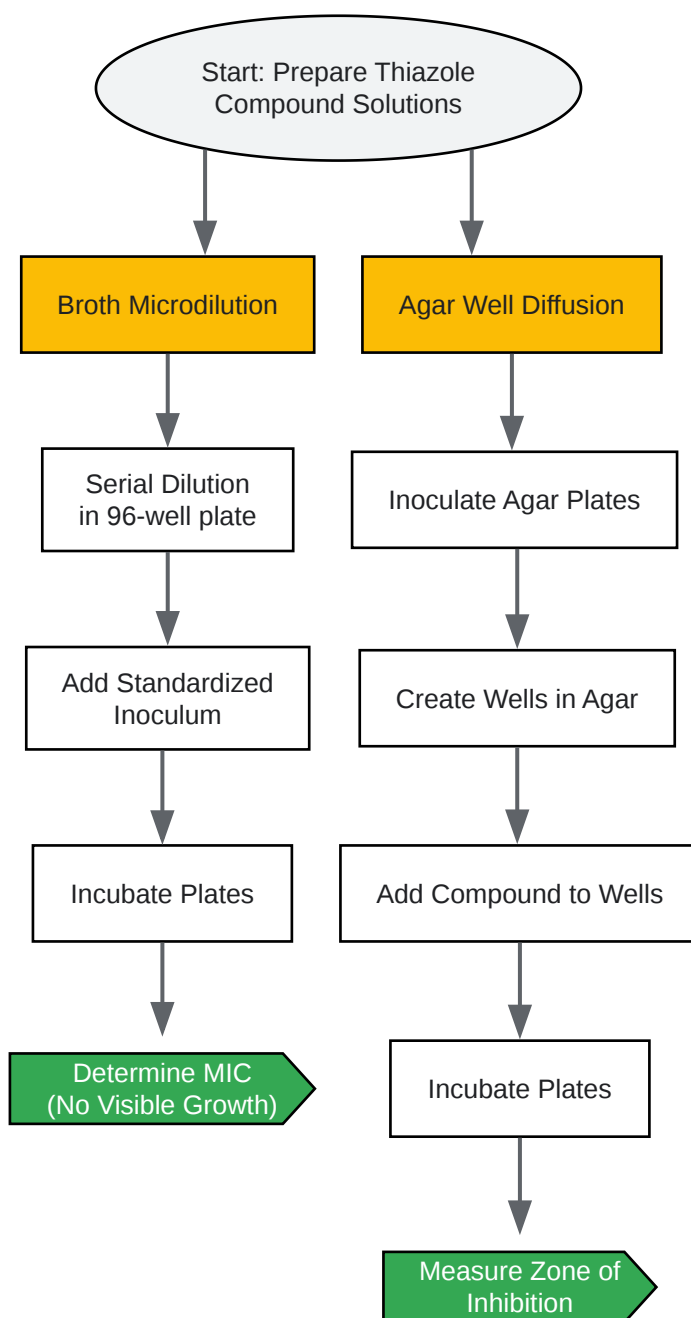 Start: Prepare Thiazole
Compound Solutions
Broth Microdilution
Agar Well Diffusion
Serial Dilution
in 96-well plate
Inoculate Agar Plates
Add Standardized
Inoculum
Create Wells in Agar
Incubate Plates
Add Compound to Wells
Determine MIC
(No Visible Growth)
Incubate Plates
Measure Zone of
Inhibition